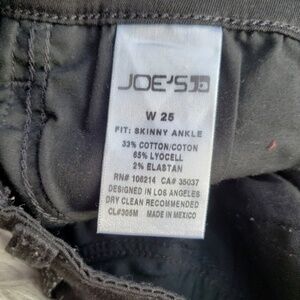 JOE'S
W 25
FIT: SKINNY ANKLE
33% COTTON/COTON
65% LYOCELL
2% ELASTAN
RN# 108214 CA# 35037
DESIGNED IN LOS ANGELES
DRY CLEAN RECOMMENDED
CL#305M MADE IN MEXICO